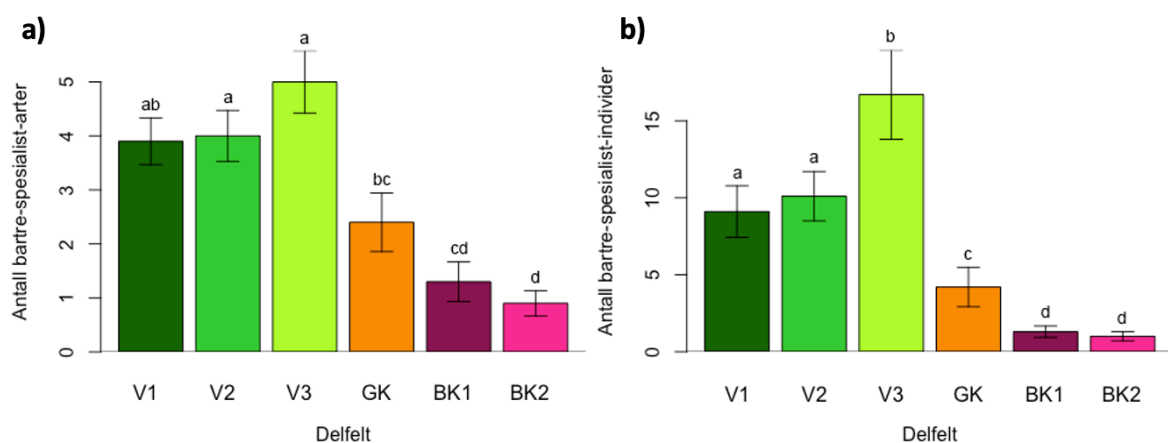 a)
Antall bartre-spesialist-arter
5
4
3
2
1
0
ab
a
a
bc
cd
d
V1 V2 V3 GK BK1 BK2
Delfelt
b)
Antall bartre-spesialist-individer
15
10
5
0
a
a
b
c
d
d
V1 V2 V3 GK BK1 BK2
Delfelt